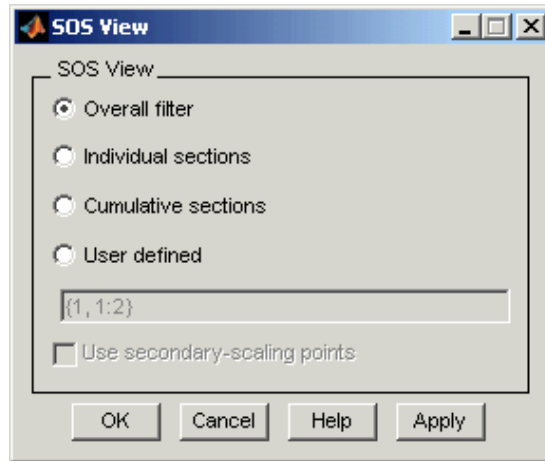 SOS View
SOS View
Overall filter
Individual sections
Cumulative sections
User defined
{1, 1:2}
Use secondary-scaling points
OK Cancel Help Apply